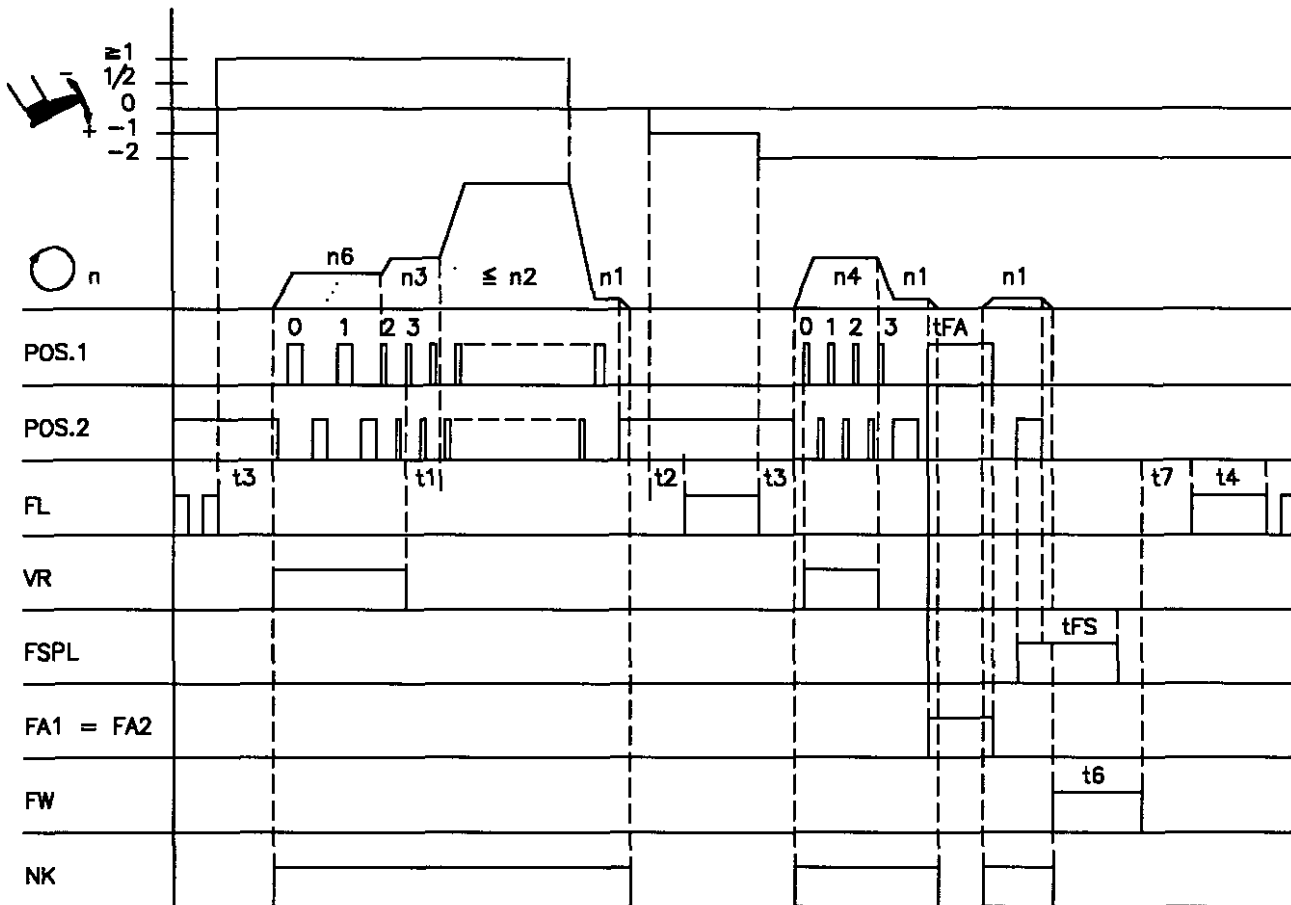 ≥1
1/2
0
-1
-2
-
+
n
n6
n3
≤ n2
n1
n4
n1
n1
POS.1
0 1 2 3
0 1 2 3
tFA
POS.2
FL
t3
t1
t2
t3
t7
t4
VR
FSPL
tFS
FA1 = FA2
FW
t6
NK